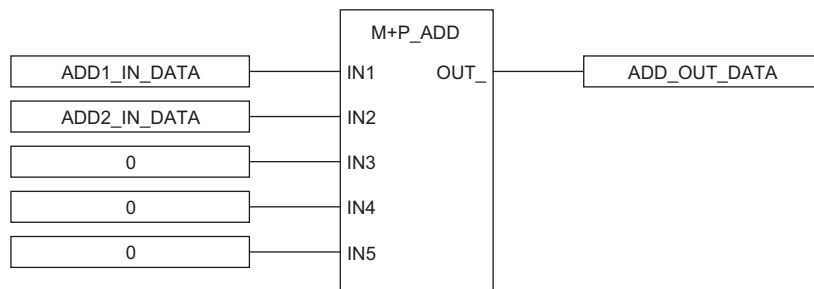 M+P_ADD
ADD1_IN_DATA IN1 OUT_ ADD_OUT_DATA
ADD2_IN_DATA IN2
0 IN3
0 IN4
0 IN5